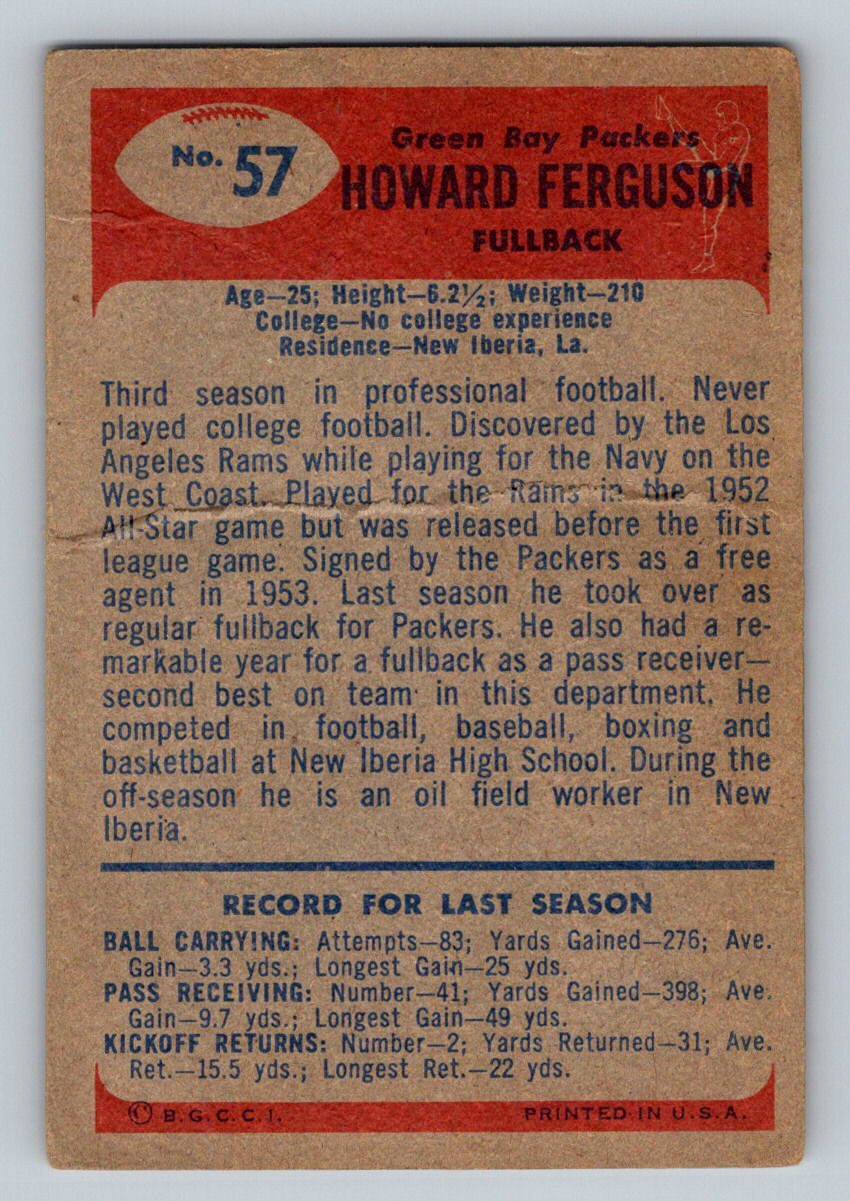 No. 57
Green Bay Packers
HOWARD FERGUSON
FULLBACK
Age—25; Height—6.2½; Weight—210
College—No college experience
Residence—New Iberia, La.
Third season in professional football. Never
played college football. Discovered by the Los
Angeles Rams while playing for the Navy on the
West Coast. Played for the Rams in the 1952
All-Star game but was released before the first
league game. Signed by the Packers as a free
agent in 1953. Last season he took over as
regular fullback for Packers. He also had a re-
markable year for a fullback as a pass receiver—
second best on team in this department. He
competed in football, baseball, boxing and
basketball at New Iberia High School. During the
off-season he is an oil field worker in New
Iberia.
RECORD FOR LAST SEASON
BALL CARRYING: Attempts—83; Yards Gained—276; Ave.
Gain—3.3 yds.; Longest Gain—25 yds.
PASS RECEIVING: Number—41; Yards Gained—398; Ave.
Gain—9.7 yds.; Longest Gain—49 yds.
KICKOFF RETURNS: Number—2; Yards Returned—31; Ave.
Ret.—15.5 yds.; Longest Ret.—22 yds.
© B.G.C.C.I. PRINTED IN U.S.A.